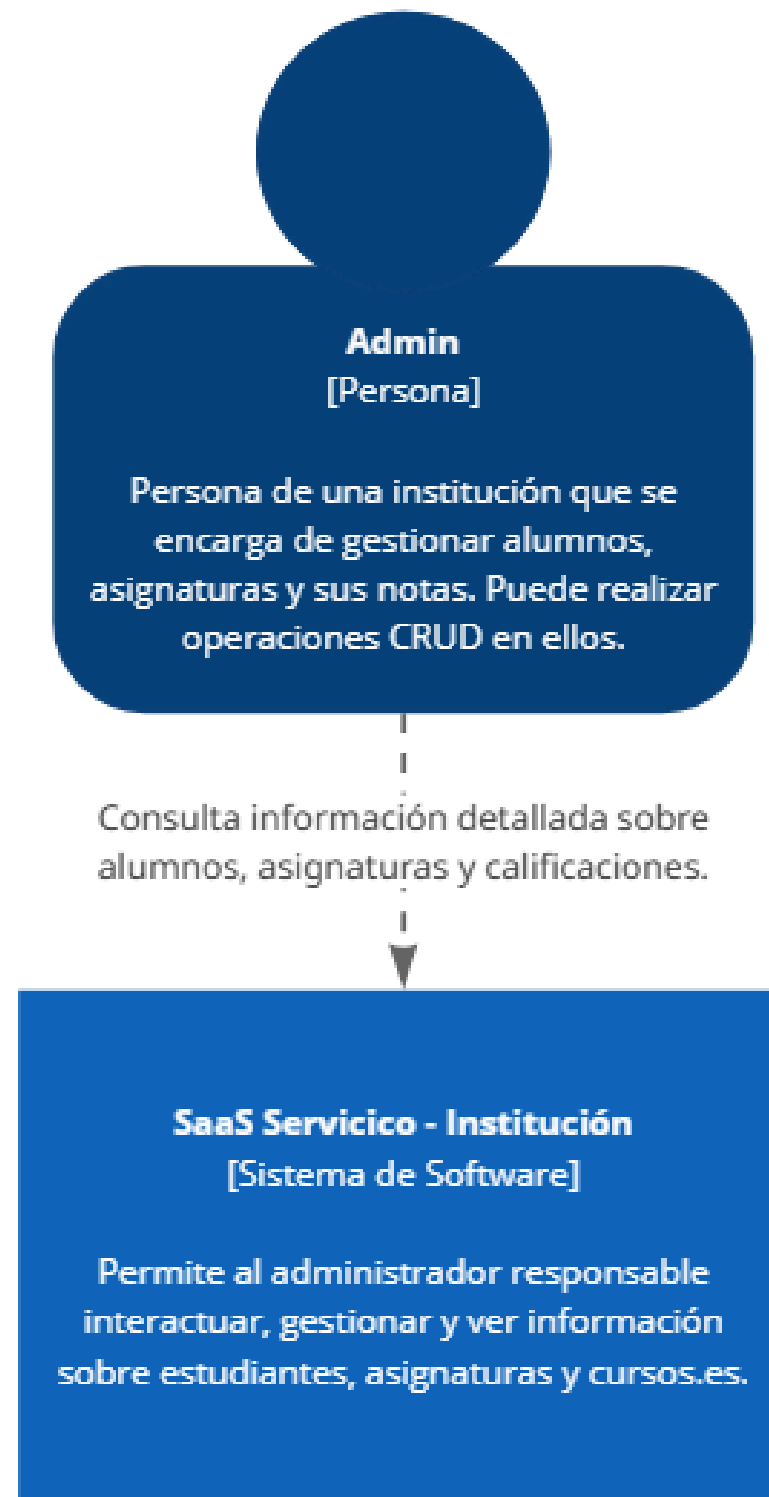 Admin
[Persona]
Persona de una institución que se
encarga de gestionar alumnos,
asignaturas y sus notas. Puede realizar
operaciones CRUD en ellos.
Consulta información detallada sobre
alumnos, asignaturas y calificaciones.
SaaS Servicico - Institución
[Sistema de Software]
Permite al administrador responsable
interactuar, gestionar y ver información
sobre estudiantes, asignaturas y cursos.es.